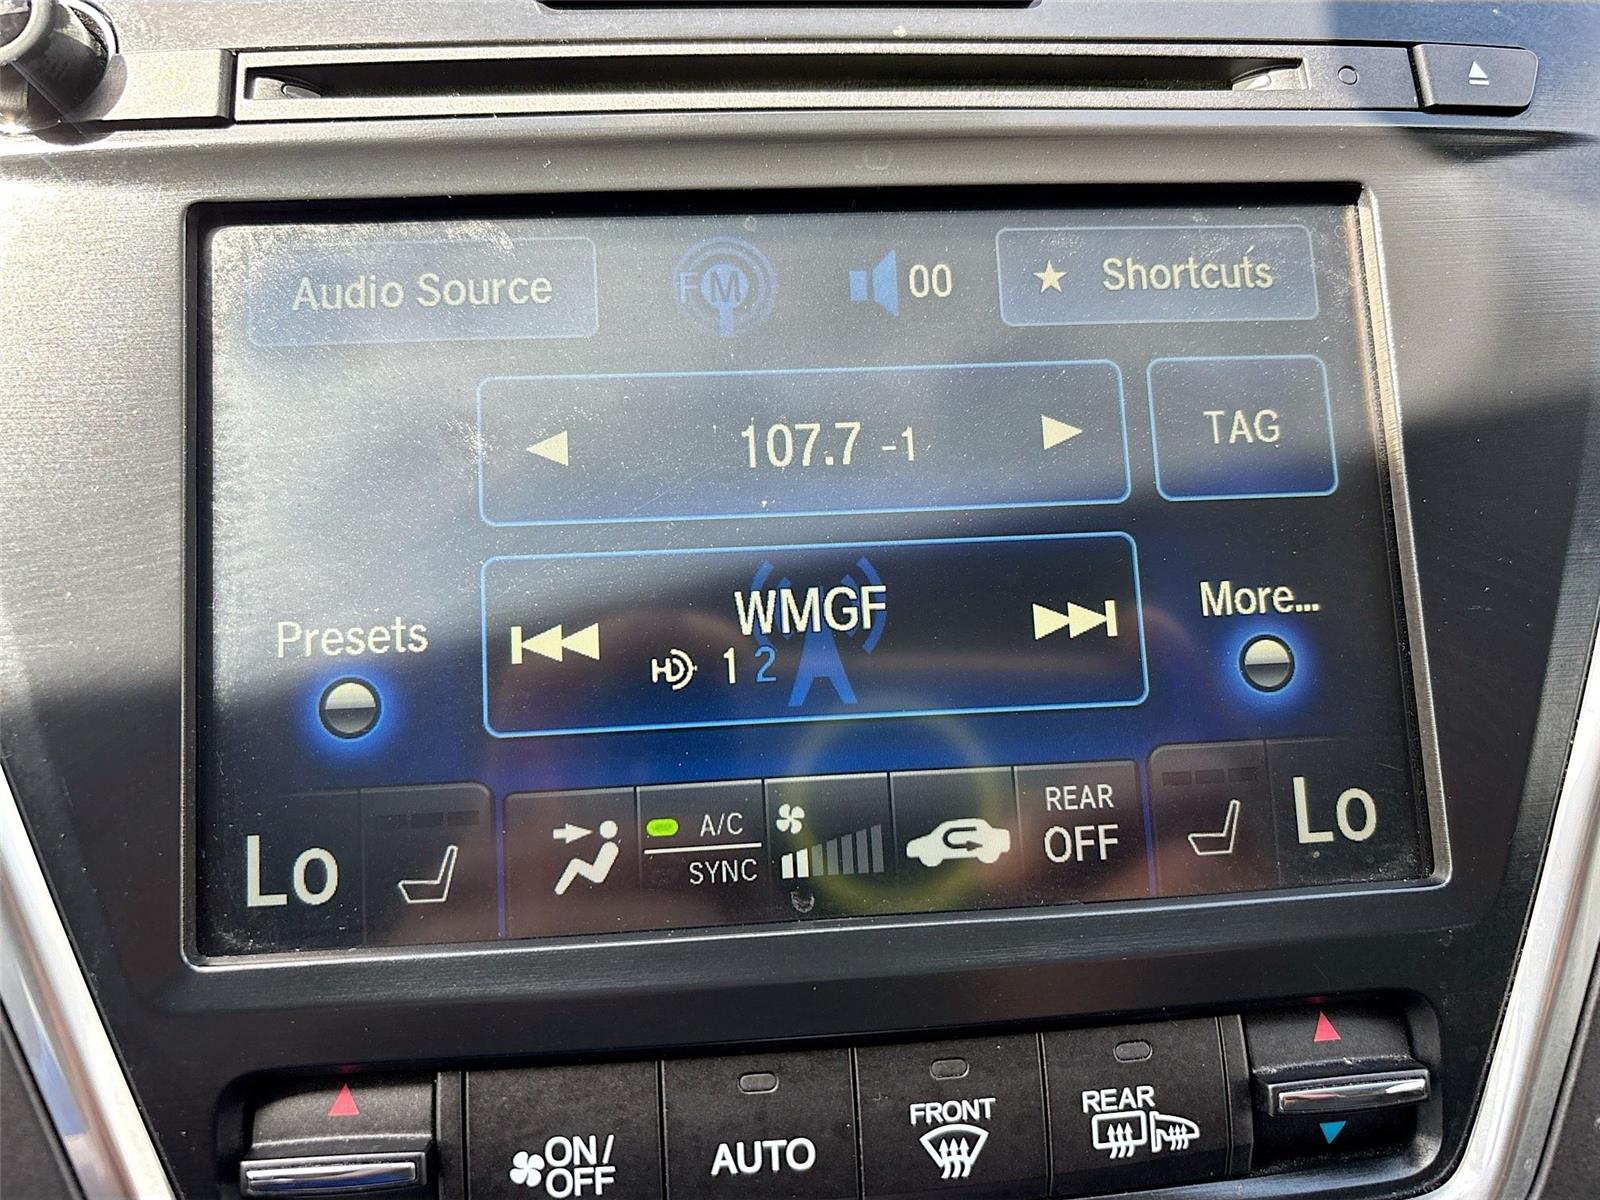 Audio Source
FM
00
Shortcuts
107.7 -1
TAG
WMGF
HD 1 2
Presets
More...
Lo
A/C
SYNC
REAR
OFF
Lo
ON/
OFF
AUTO
FRONT
REAR